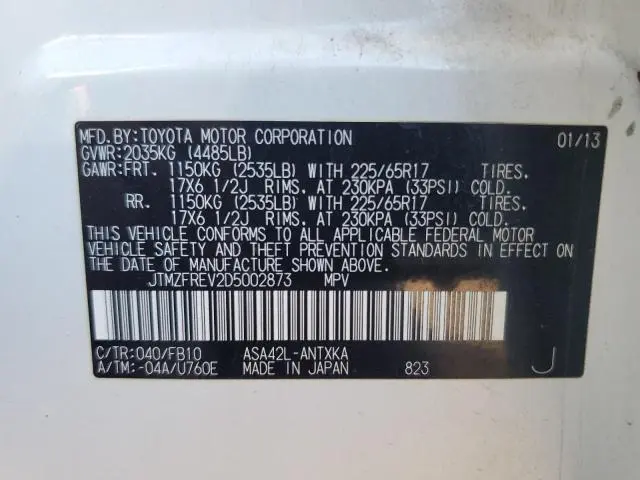 MFD. BY: TOYOTA MOTOR CORPORATION 01/13
GVWR: 2035KG (4485LB)
GAWR: FRT. 1150KG (2535LB) WITH 225/65R17 TIRES.
17X6 1/2J RIMS. AT 230KPA (33PSI) COLD.
RR. 1150KG (2535LB) WITH 225/65R17 TIRES.
17X6 1/2J RIMS. AT 230KPA (33PSI) COLD.
THIS VEHICLE CONFORMS TO ALL APPLICABLE FEDERAL MOTOR
VEHICLE SAFETY AND THEFT PREVENTION STANDARDS IN EFFECT
ON THE DATE OF MANUFACTURE SHOWN ABOVE.
JTMZFREV2D5002873 MPV
C/TR: 040/FB10 ASA42L-ANTXKA
A/TM: -04A/U760E MADE IN JAPAN 823 J